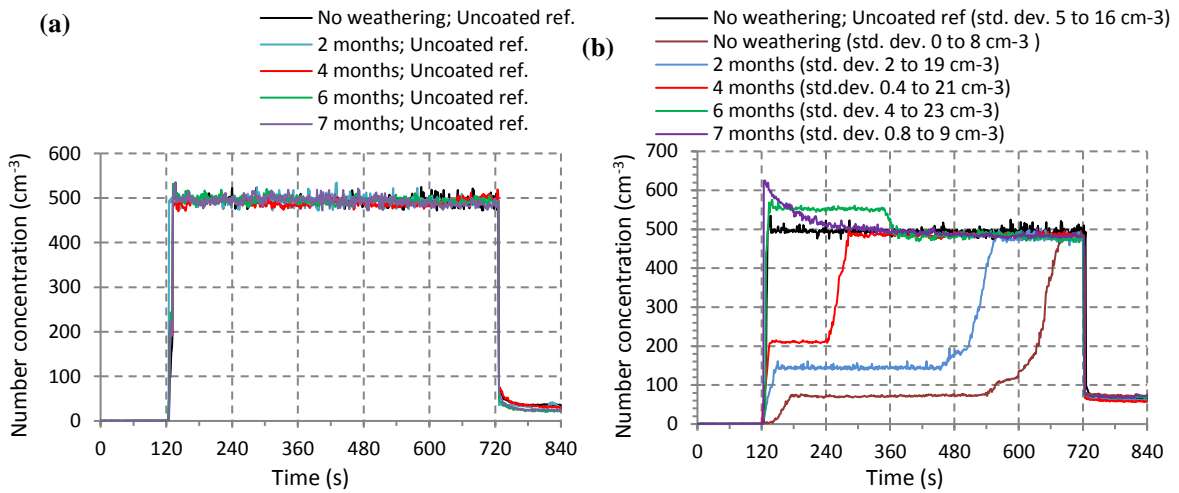 (a)
No weathering; Uncoated ref.
2 months; Uncoated ref.
4 months; Uncoated ref.
6 months; Uncoated ref.
7 months; Uncoated ref.
Number concentration (cm⁻³)
600
500
400
300
200
100
0
0 120 240 360 480 600 720 840
Time (s)
(b)
No weathering; Uncoated ref (std. dev. 5 to 16 cm-3)
No weathering (std. dev. 0 to 8 cm-3 )
2 months (std. dev. 2 to 19 cm-3)
4 months (std.dev. 0.4 to 21 cm-3)
6 months (std. dev. 4 to 23 cm-3)
7 months (std. dev. 0.8 to 9 cm-3)
Number concentration (cm⁻³)
700
600
500
400
300
200
100
0
0 120 240 360 480 600 720 840
Time (s)